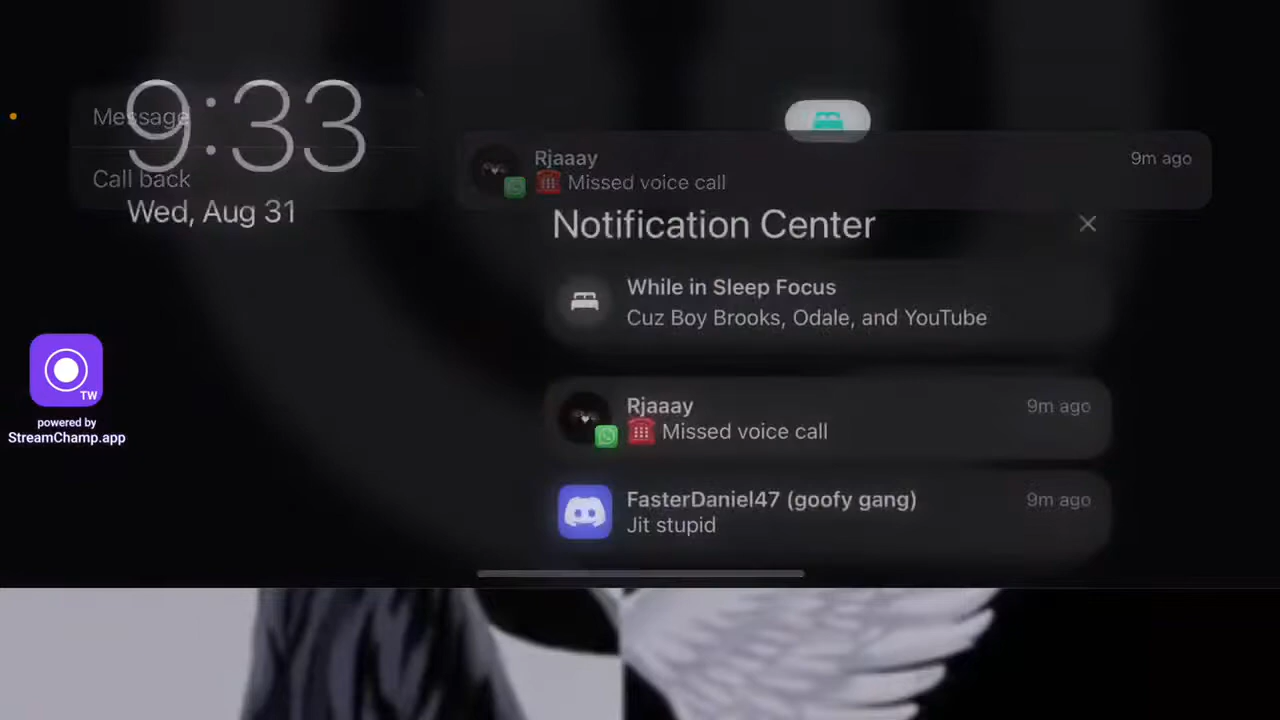 9:33
Wed, Aug 31
Message
Call back
Rjaaay
9m ago
☎️ Missed voice call
Notification Center
While in Sleep Focus
Cuz Boy Brooks, Odale, and YouTube
Rjaaay
9m ago
☎️ Missed voice call
FasterDaniel47 (goofy gang)
9m ago
Jit stupid
TW
powered by
StreamChamp.app